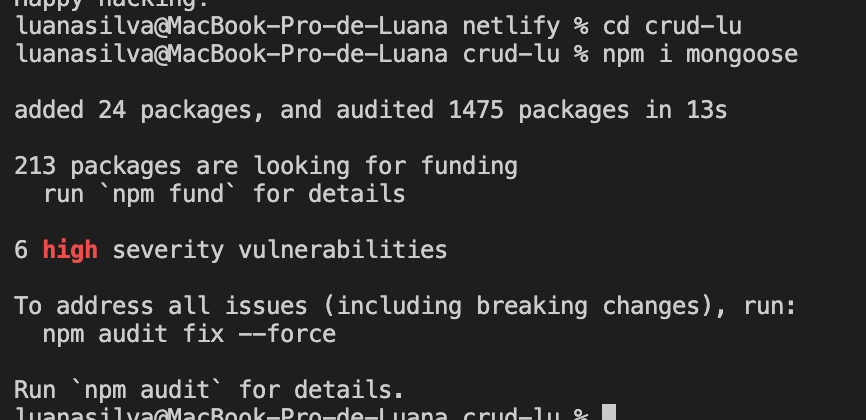 Happy hacking!
luanasilva@MacBook-Pro-de-Luana netlify % cd crud-lu
luanasilva@MacBook-Pro-de-Luana crud-lu % npm i mongoose
added 24 packages, and audited 1475 packages in 13s
213 packages are looking for funding
  run `npm fund` for details
6 high severity vulnerabilities
To address all issues (including breaking changes), run:
  npm audit fix --force
Run `npm audit` for details.
luanasilva@MacBook-Pro-de-Luana crud-lu %